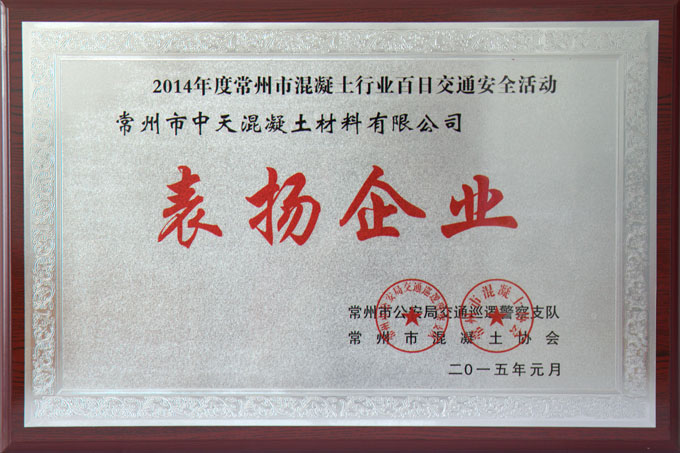 2014年度常州市混凝土行业百日交通安全活动
常州市中天混凝土材料有限公司
表扬企业
常州市公安局交通巡逻警察支队
常州市混凝土协会
二〇一五年元月